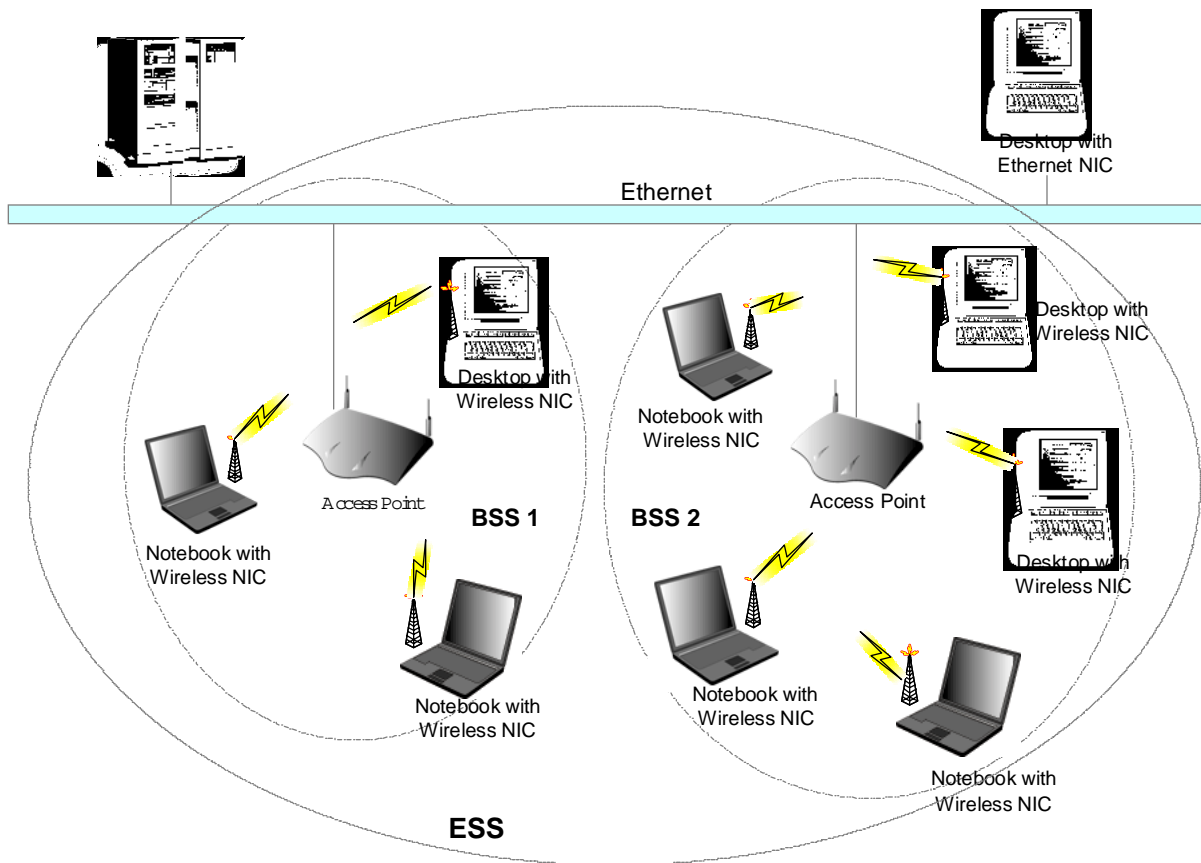 Desktop with
Ethernet NIC
Ethernet
Desktop with
Wireless NIC
Desktop with
Wireless NIC
Notebook with
Wireless NIC
Access Point
Access Point
BSS 1
BSS 2
Notebook with
Wireless NIC
Desktop with
Wireless NIC
Notebook with
Wireless NIC
Notebook with
Wireless NIC
Notebook with
Wireless NIC
ESS